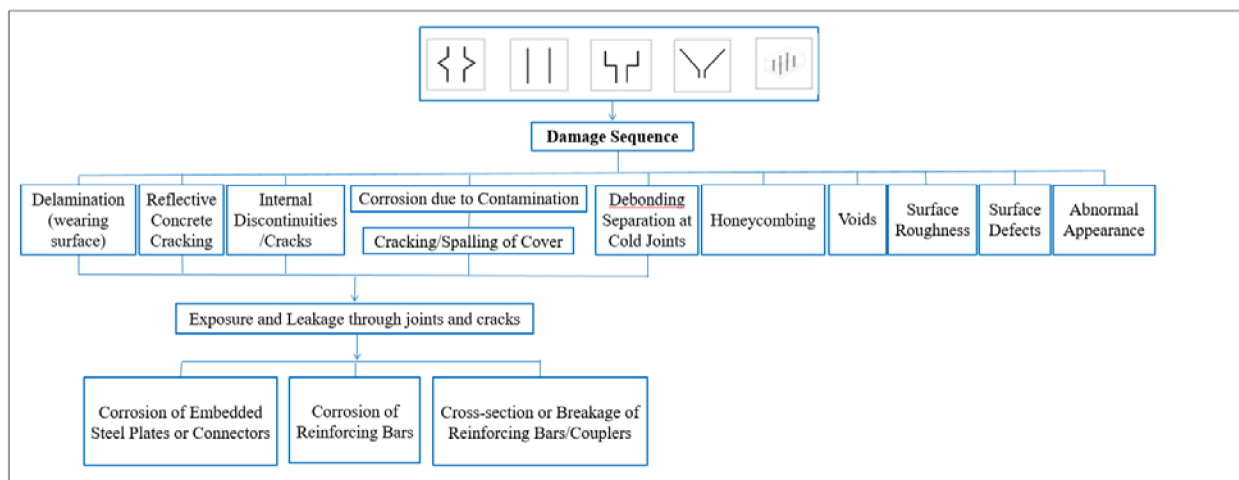 Damage Sequence
Delamination
(wearing
surface)
Reflective
Concrete
Cracking
Internal
Discontinuities
/Cracks
Corrosion due to Contamination
Cracking/Spalling of Cover
Debonding
Separation at
Cold Joints
Honeycombing
Voids
Surface
Roughness
Surface
Defects
Abnormal
Appearance
Exposure and Leakage through joints and cracks
Corrosion of Embedded
Steel Plates or Connectors
Corrosion of
Reinforcing Bars
Cross-section or Breakage of
Reinforcing Bars/Couplers